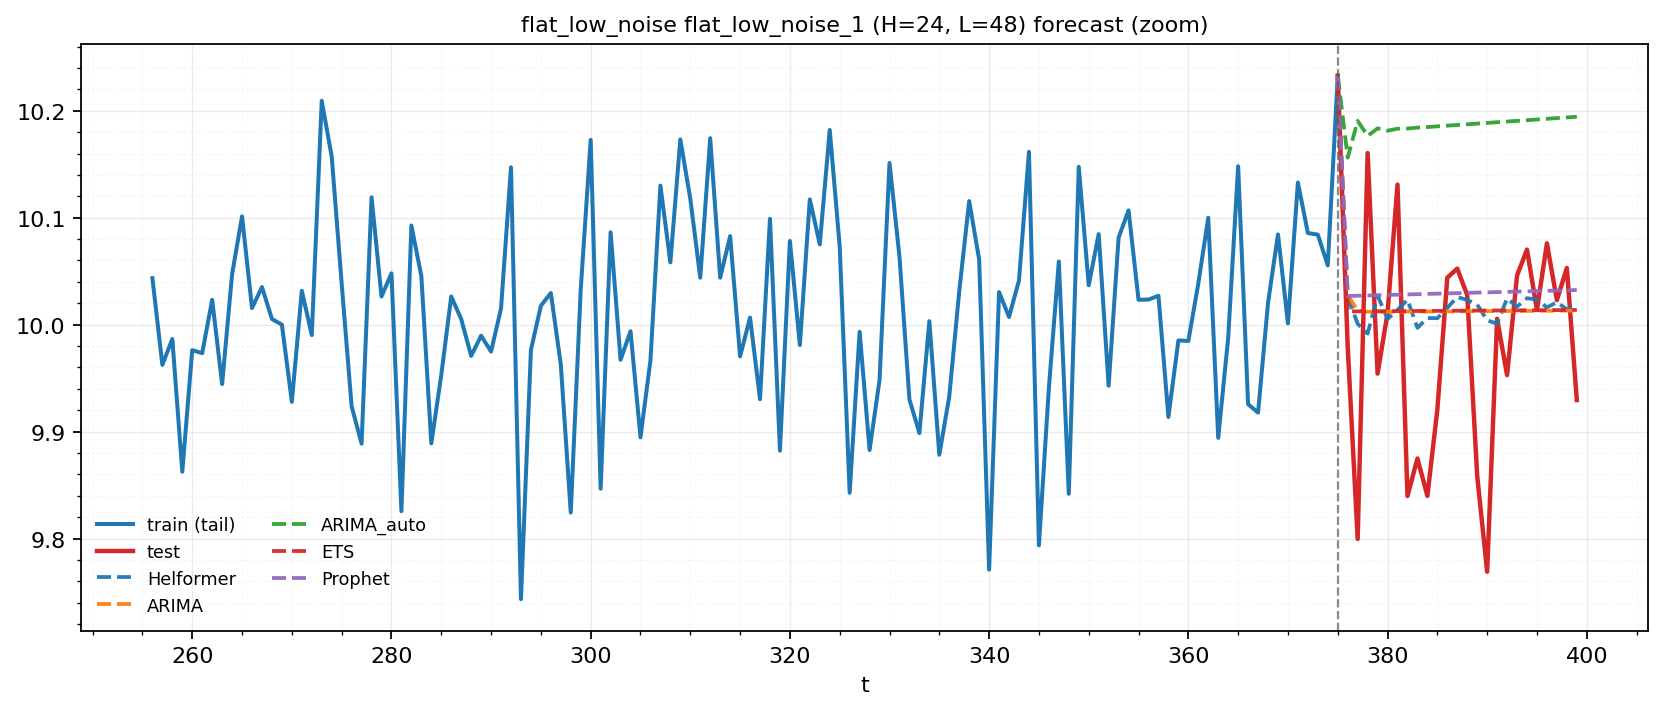 flat_low_noise flat_low_noise_1 (H=24, L=48) forecast (zoom)
10.2
10.1
10.0
9.9
9.8
train (tail)
test
Helformer
ARIMA
ARIMA_auto
ETS
Prophet
260 280 300 320 340 360 380 400
t